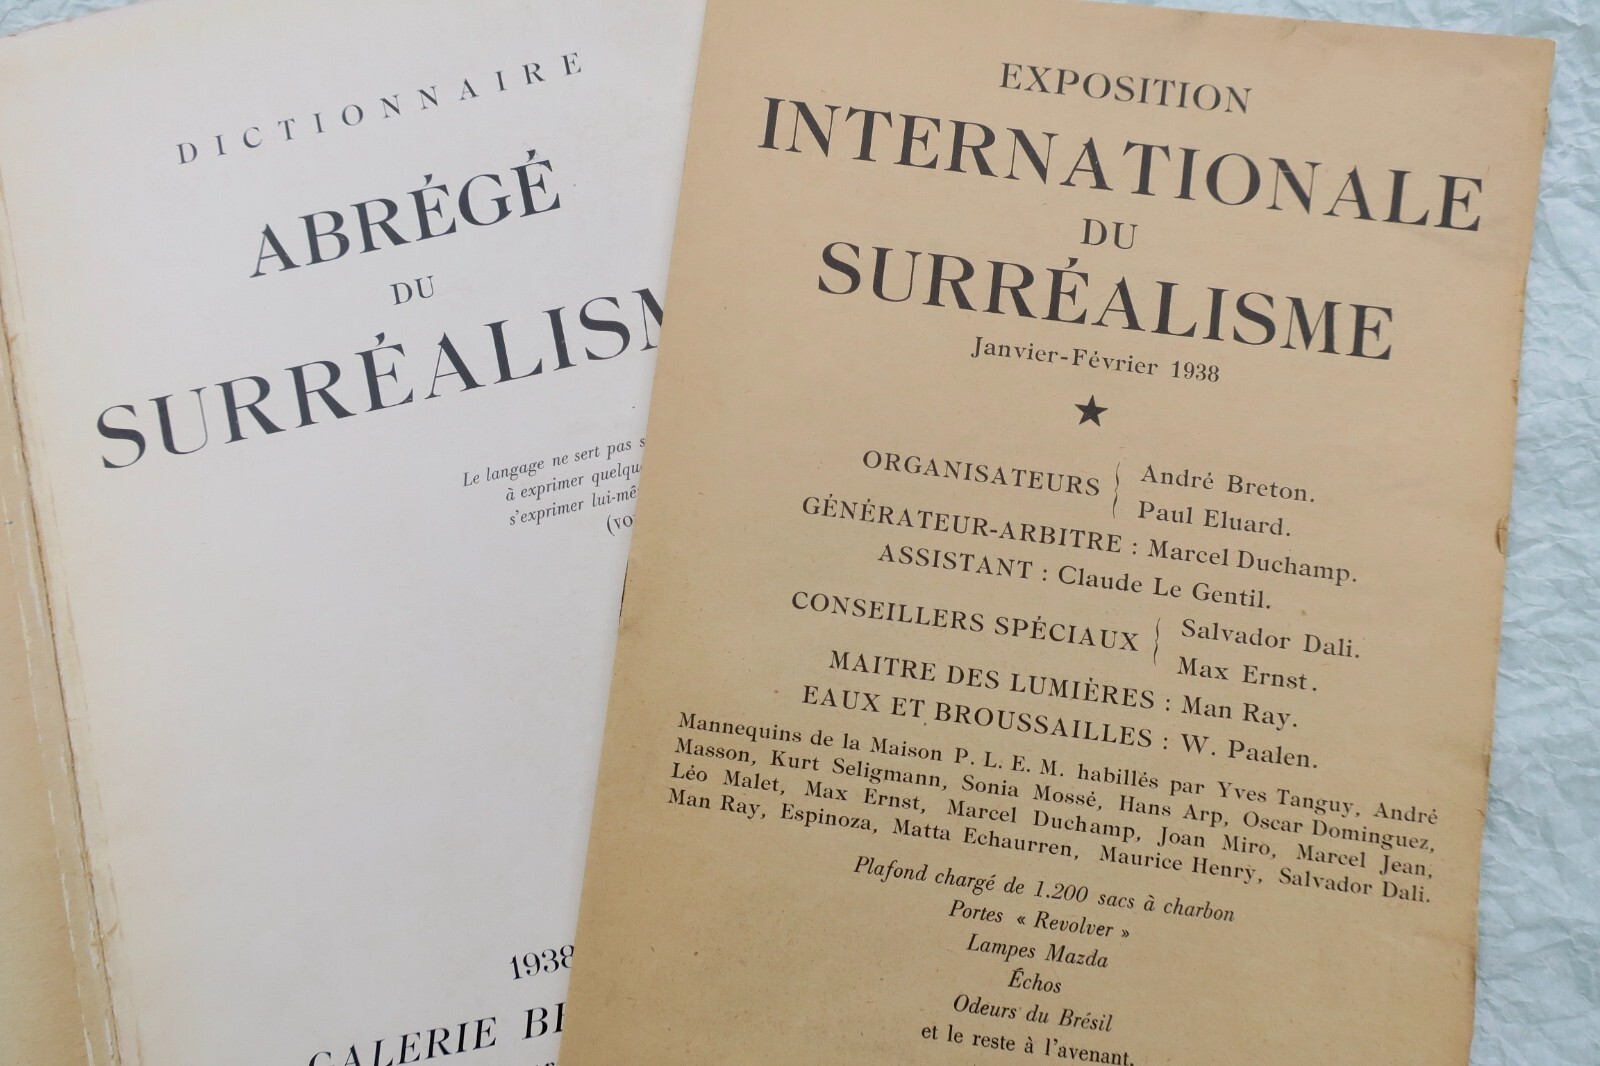 DICTIONNAIRE
ABRÉGÉ
DU
SURRÉALISM
Le langage ne sert pas
à exprimer
s'exprimer
1938
GALERIE
EXPOSITION
INTERNATIONALE
DU
SURRÉALISME
Janvier-Février 1938
★
ORGANISATEURS { André Breton.
Paul Eluard.
GÉNÉRATEUR-ARBITRE : Marcel Duchamp.
ASSISTANT : Claude Le Gentil.
CONSEILLERS SPÉCIAUX { Salvador Dali.
Max Ernst.
MAITRE DES LUMIÈRES : Man Ray.
EAUX ET BROUSSAILLES : W. Paalen.
Mannequins de la Maison P. L. E. M. habillés par Yves Tanguy, André
Masson, Kurt Seligmann, Sonia Mossé, Hans Arp, Oscar Dominguez,
Léo Malet, Max Ernst, Marcel Duchamp, Joan Miro, Marcel Jean,
Man Ray, Espinoza, Matta Echaurren, Maurice Henry, Salvador Dali.
Plafond chargé de 1.200 sacs à charbon
Portes « Revolver »
Lampes Mazda
Échos
Odeurs du Brésil
et le reste à l'avenant.